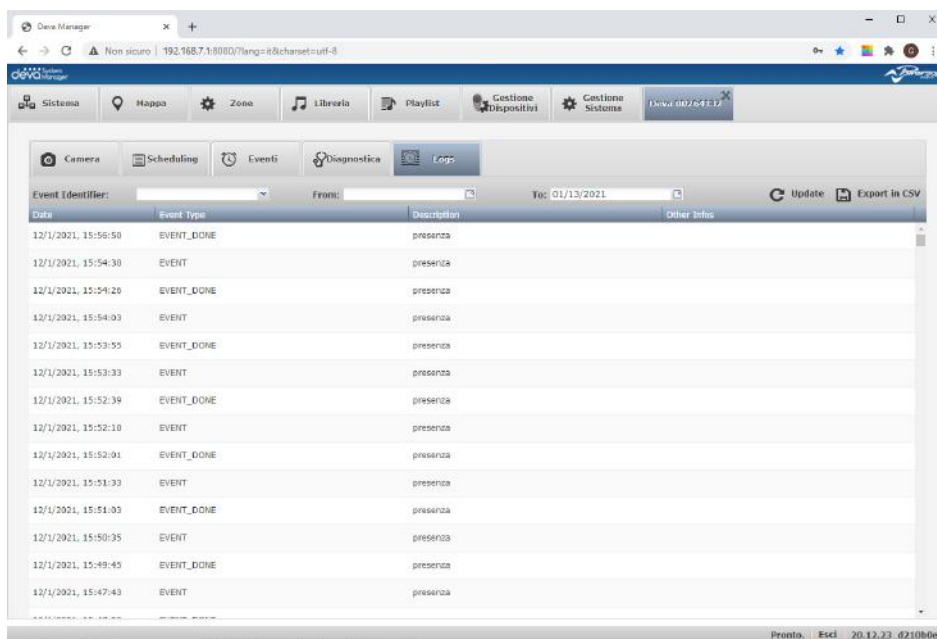 Deva Manager
Non sicuro | 192.168.7.1:8080/?lang=it&charset=utf-8
deva System Manager
Powersoft
Sistema Mappa Zone Libreria Playlist Gestione Dispositivi Gestione Sistema
Camera Scheduling Eventi Diagnostica Logs
Event Identifier: From: To: 01/13/2021 Update Export in CSV
Date Event Type Description Other Infos
12/1/2021, 15:56:50 EVENT_DONE presenza
12/1/2021, 15:54:30 EVENT presenza
12/1/2021, 15:54:26 EVENT_DONE presenza
12/1/2021, 15:54:03 EVENT presenza
12/1/2021, 15:53:55 EVENT_DONE presenza
12/1/2021, 15:53:33 EVENT presenza
12/1/2021, 15:52:39 EVENT_DONE presenza
12/1/2021, 15:52:10 EVENT presenza
12/1/2021, 15:52:01 EVENT_DONE presenza
12/1/2021, 15:51:33 EVENT presenza
12/1/2021, 15:51:03 EVENT_DONE presenza
12/1/2021, 15:50:35 EVENT presenza
12/1/2021, 15:49:45 EVENT_DONE presenza
12/1/2021, 15:47:43 EVENT presenza
Pronto. Esci 20.12.23